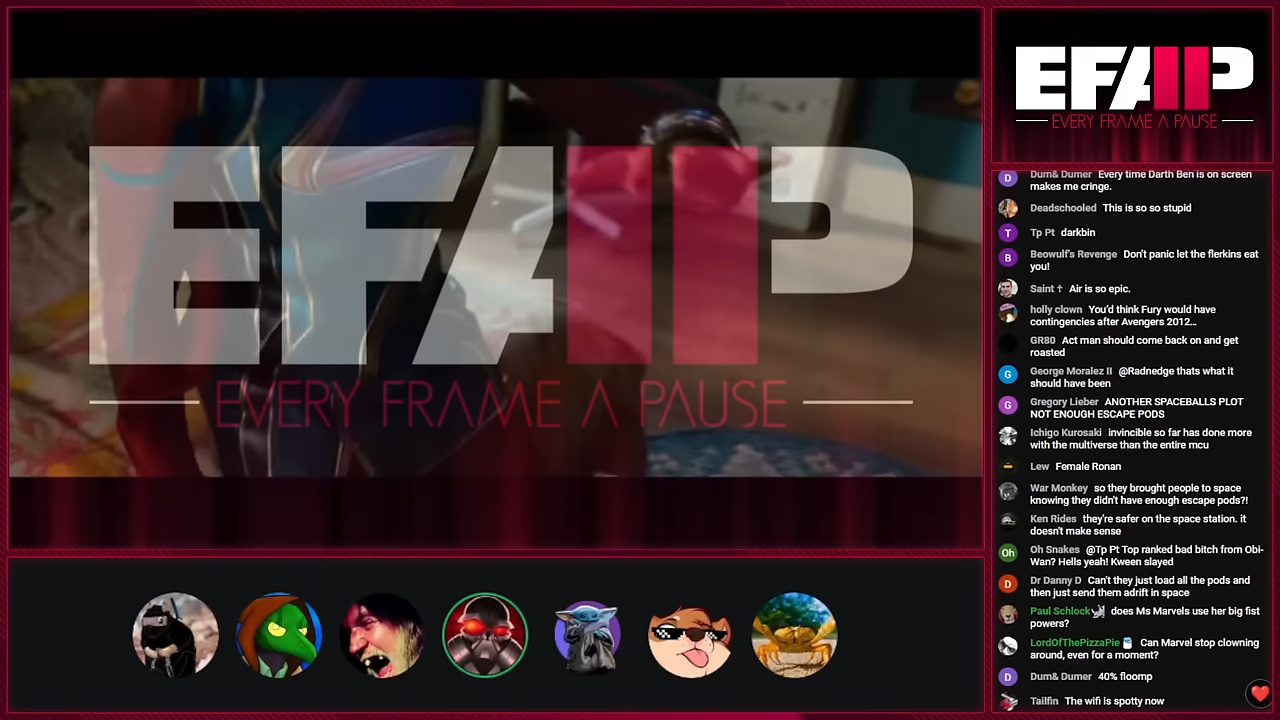 EFAP
EVERY FRAME A PAUSE
EFAP
EVERY FRAME A PAUSE
D Dum& Dumer Every time Darth Ben is on screen
makes me cringe.
Deadschooled This is so so stupid
T Tp Pt darkbin
B Beowulf's Revenge Don't panic let the flerkins eat
you!
Saint ✝ Air is so epic.
holly clown You'd think Fury would have
contingencies after Avengers 2012...
GR80 Act man should come back on and get
roasted
G George Moralez II @Radnedge thats what it
should have been
G Gregory Lieber ANOTHER SPACEBALLS PLOT
NOT ENOUGH ESCAPE PODS
Ichigo Kurosaki invincible so far has done more
with the multiverse than the entire mcu
Lew Female Ronan
War Monkey so they brought people to space
knowing they didn't have enough escape pods?!
Ken Rides they're safer on the space station. it
doesn't make sense
Oh Oh Snakes @Tp Pt Top ranked bad bitch from Obi-
Wan? Hells yeah! Kween slayed
D Dr Danny D Can't they just load all the pods and
then just send them adrift in space
Paul Schlock does Ms Marvels use her big fist
powers?
LordOfThePizzaPie Can Marvel stop clowning
around, even for a moment?
D Dum& Dumer 40% floomp
Tailfin The wifi is spotty now